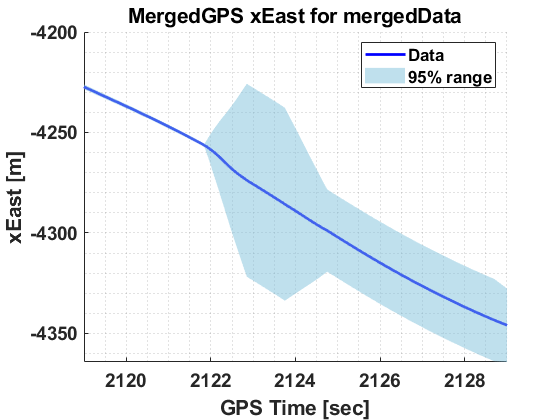 MergedGPS xEast for mergedData
Data
95% range
xEast [m]
-4200
-4250
-4300
-4350
2120 2122 2124 2126 2128
GPS Time [sec]